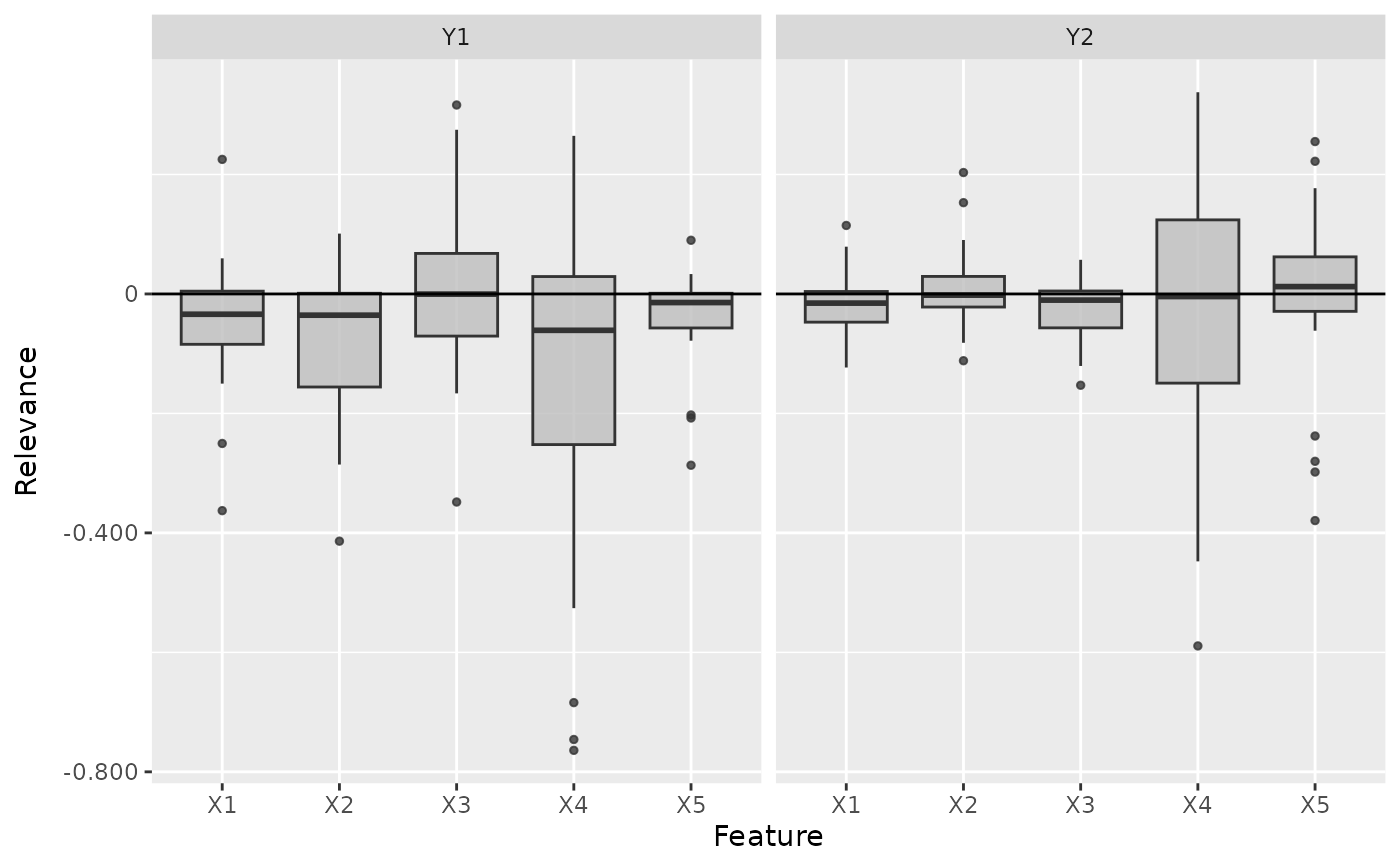 Y1
Y2
Relevance
0
-0.400
-0.800
X1 X2 X3 X4 X5
X1 X2 X3 X4 X5
Feature